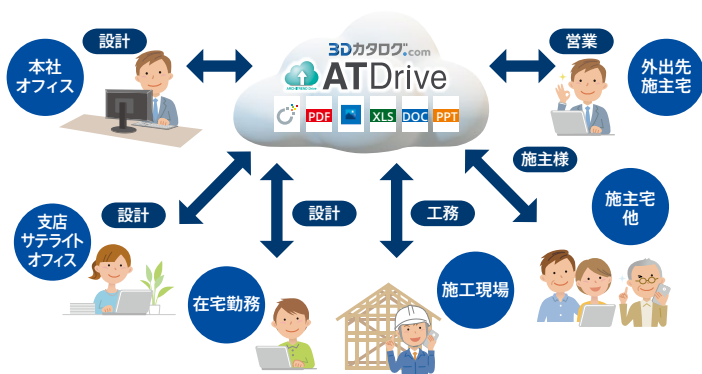 設計
3Dカタログ.com
営業
本社
オフィス
ATDrive
ARCHITREND Drive
外出先
施主宅
PDF
XLS
DOC
PPT
施主様
設計
設計
工務
施主宅
他
支店
サテライト
オフィス
在宅勤務
施工現場